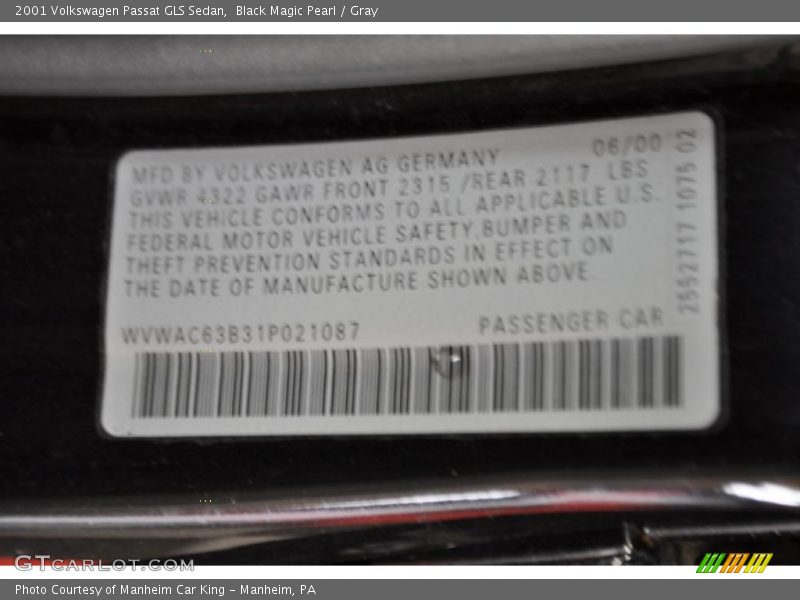 2001 Volkswagen Passat GLS Sedan,  Black Magic Pearl / Gray
06/00
MFD BY VOLKSWAGEN AG GERMANY
GVWR 4322 GAWR FRONT 2315 /REAR 2117 LBS
THIS VEHICLE CONFORMS TO ALL APPLICABLE U.S.
FEDERAL MOTOR VEHICLE SAFETY,BUMPER AND
THEFT PREVENTION STANDARDS IN EFFECT ON
THE DATE OF MANUFACTURE SHOWN ABOVE.
WVWAC63B31P021087
PASSENGER CAR
2552717 1075 02
GTcarlot.com
Photo Courtesy of Manheim Car King - Manheim, PA